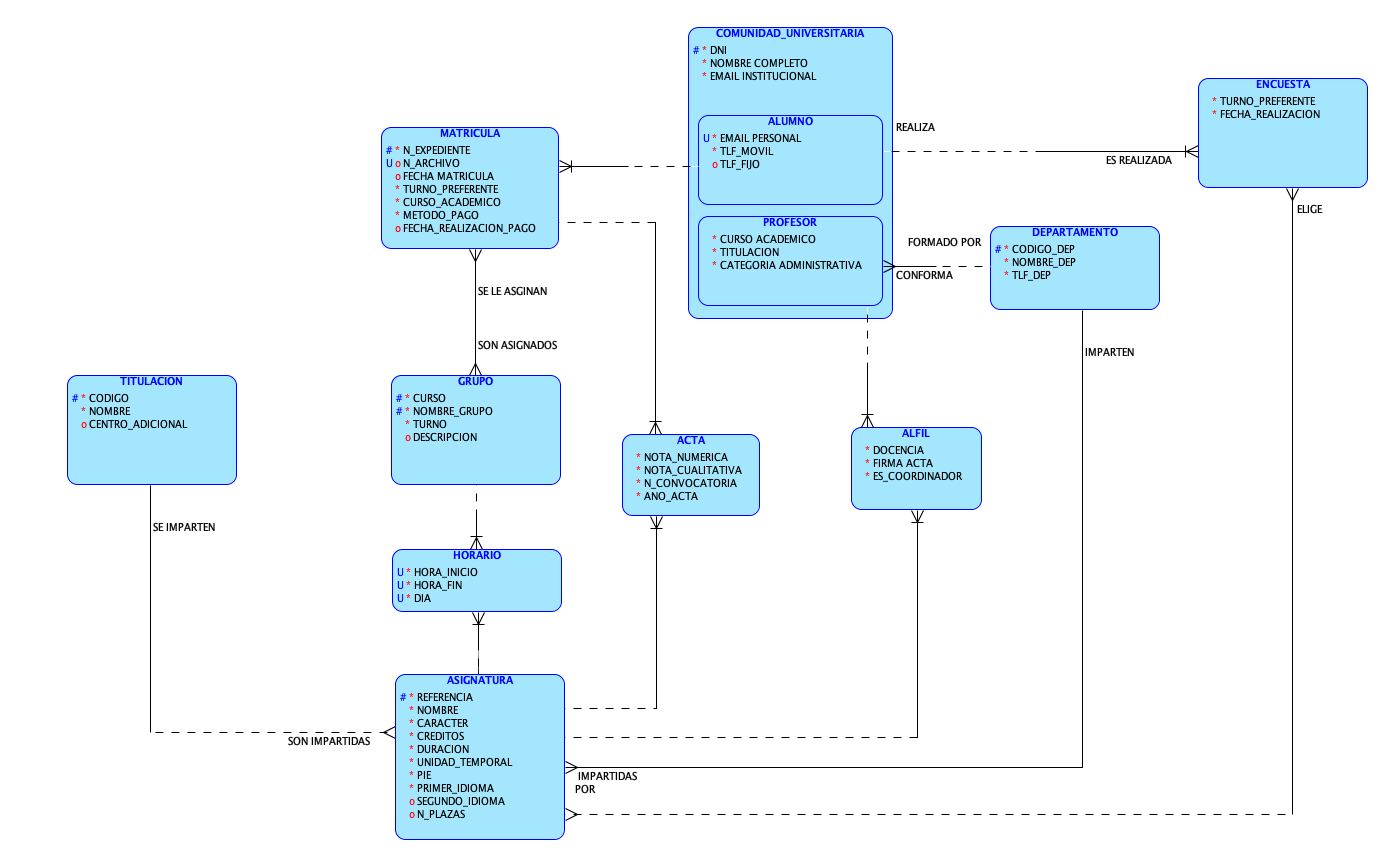 COMUNIDAD_UNIVERSITARIA
# * DNI
* NOMBRE COMPLETO
* EMAIL INSTITUCIONAL
ALUMNO
U * EMAIL PERSONAL
* TLF_MOVIL
o TLF_FIJO
PROFESOR
* CURSO ACADEMICO
* TITULACION
* CATEGORIA ADMINISTRATIVA
REALIZA
ES REALIZADA
ENCUESTA
* TURNO_PREFERENTE
* FECHA_REALIZACION
ELIGE
MATRICULA
# * N_EXPEDIENTE
U o N_ARCHIVO
o FECHA MATRICULA
* TURNO_PREFERENTE
* CURSO_ACADEMICO
* METODO_PAGO
o FECHA_REALIZACION_PAGO
FORMADO POR
CONFORMA
DEPARTAMENTO
# * CODIGO_DEP
* NOMBRE_DEP
* TLF_DEP
IMPARTEN
SE LE ASGINAN
SON ASIGNADOS
TITULACION
# * CODIGO
* NOMBRE
o CENTRO_ADICIONAL
SE IMPARTEN
SON IMPARTIDAS
GRUPO
# * CURSO
# * NOMBRE_GRUPO
* TURNO
o DESCRIPCION
ACTA
* NOTA_NUMERICA
* NOTA_CUALITATIVA
* N_CONVOCATORIA
* ANO_ACTA
ALFIL
* DOCENCIA
* FIRMA ACTA
* ES_COORDINADOR
HORARIO
U * HORA_INICIO
U * HORA_FIN
U * DIA
ASIGNATURA
# * REFERENCIA
* NOMBRE
* CARACTER
* CREDITOS
* DURACION
* UNIDAD_TEMPORAL
* PIE
* PRIMER_IDIOMA
o SEGUNDO_IDIOMA
o N_PLAZAS
IMPARTIDAS
POR